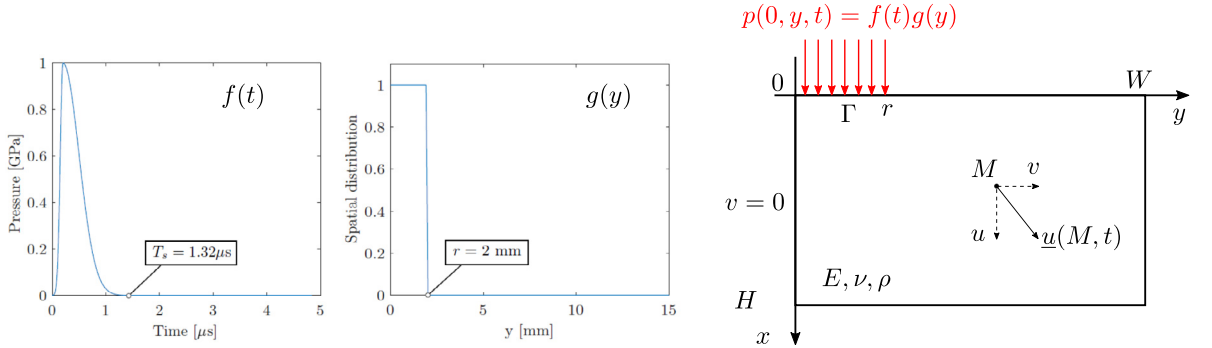 f(t)
Pressure [GPa]
1
0.8
0.6
0.4
0.2
0
T_s = 1.32μs
0 1 2 3 4 5
Time [μs]
g(y)
Spatial distribution
1
0.8
0.6
0.4
0.2
0
r = 2 mm
0 5 10 15
y [mm]
p(0, y, t) = f(t)g(y)
0
W
Γ
r
y
M
v
v = 0
u
u(M, t)
E, ν, ρ
H
x